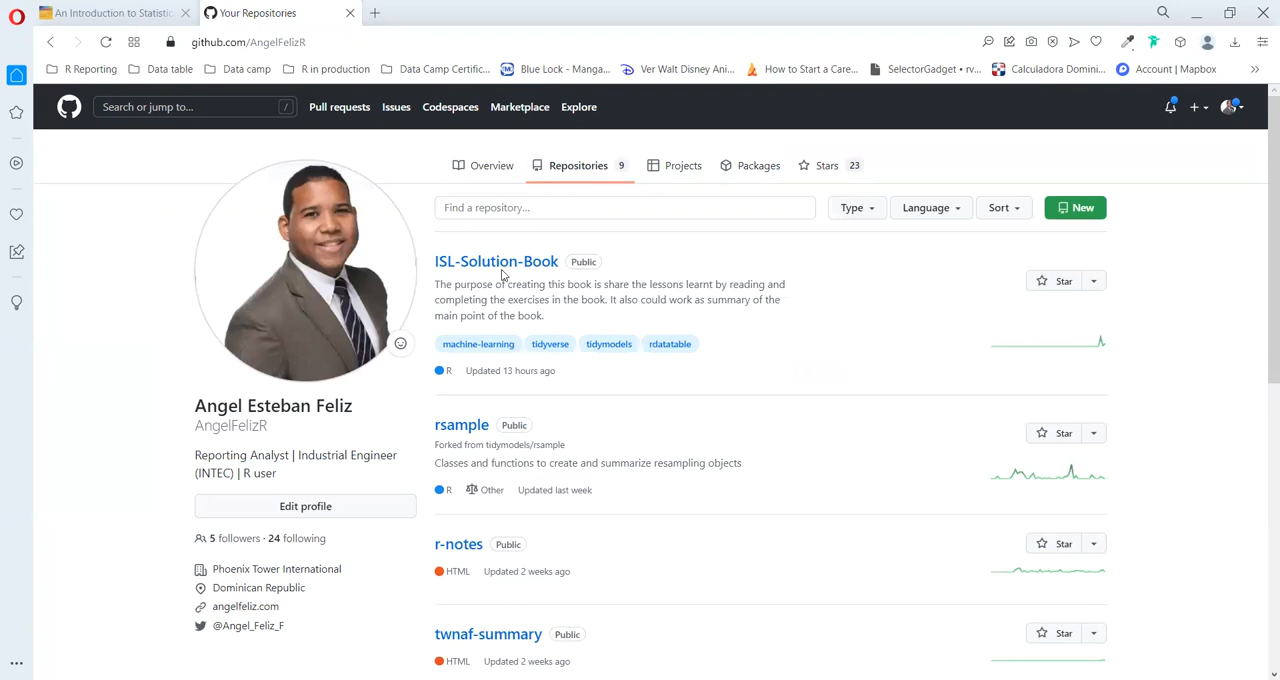 An Introduction to Statistic
Your Repositories
github.com/AngelFelizR
R Reporting
Data table
Data camp
R in production
Data Camp Certific...
Blue Lock - Manga...
Ver Walt Disney Ani...
How to Start a Care...
SelectorGadget • rv...
Calculadora Domini...
Account | Mapbox
Search or jump to...
/
Pull requests
Issues
Codespaces
Marketplace
Explore
Overview
Repositories 9
Projects
Packages
Stars 23
Find a repository...
Type
Language
Sort
New
ISL-Solution-Book Public
The purpose of creating this book is share the lessons learnt by reading and
completing the exercises in the book. It also could work as summary of the
main point of the book.
machine-learning tidyverse tidymodels rdatatable
R Updated 13 hours ago
Star
rsample Public
Forked from tidymodels/rsample
Classes and functions to create and summarize resampling objects
R Other Updated last week
Star
r-notes Public
HTML Updated 2 weeks ago
Star
twnaf-summary Public
HTML Updated 2 weeks ago
Star
Angel Esteban Feliz
AngelFelizR
Reporting Analyst | Industrial Engineer
(INTEC) | R user
Edit profile
5 followers · 24 following
Phoenix Tower International
Dominican Republic
angelfeliz.com
@Angel_Feliz_F